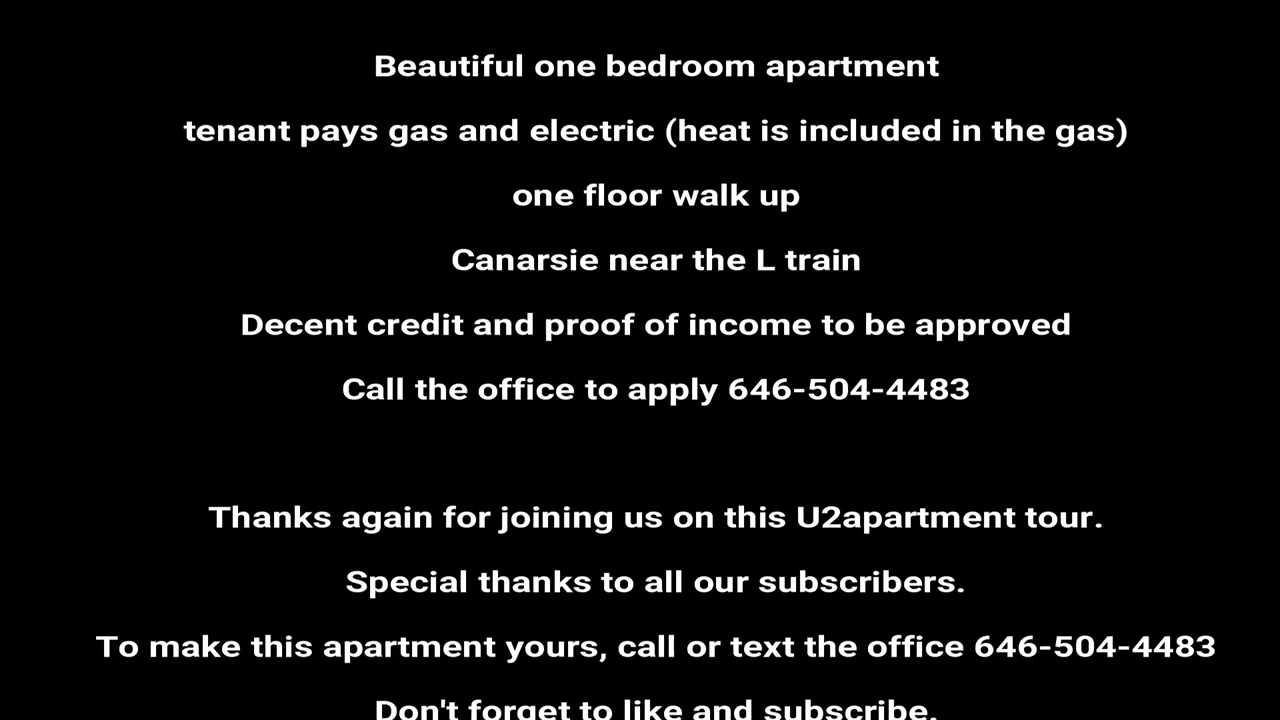 Beautiful one bedroom apartment
tenant pays gas and electric (heat is included in the gas)
one floor walk up
Canarsie near the L train
Decent credit and proof of income to be approved
Call the office to apply 646-504-4483
Thanks again for joining us on this U2apartment tour.
Special thanks to all our subscribers.
To make this apartment yours, call or text the office 646-504-4483
Don't forget to like and subscribe.